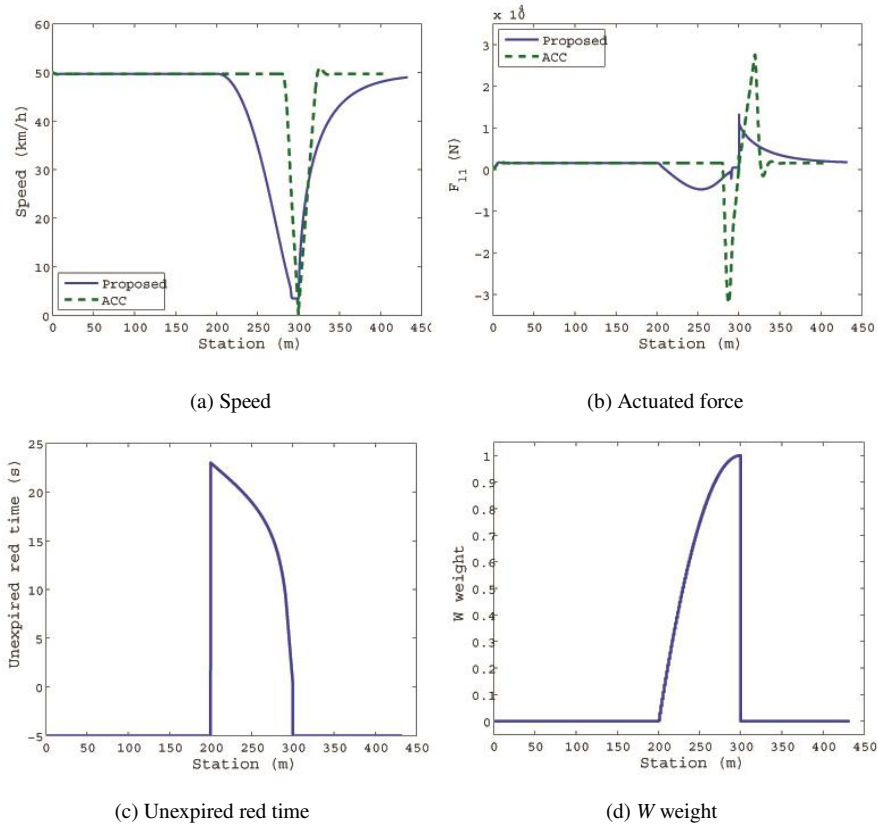 60
50
40
30
20
10
0
Speed (km/h)
Proposed
ACC
0 50 100 150 200 250 300 350 400 450
Station (m)
(a) Speed
x 10^4
3
2
1
0
-1
-2
-3
F_11 (N)
Proposed
ACC
0 50 100 150 200 250 300 350 400 450
Station (m)
(b) Actuated force
25
20
15
10
5
0
-5
Unexpired red time (s)
0 50 100 150 200 250 300 350 400 450
Station (m)
(c) Unexpired red time
1
0.9
0.8
0.7
0.6
0.5
0.4
0.3
0.2
0.1
0
W weight
0 50 100 150 200 250 300 350 400 450
Station (m)
(d) W weight